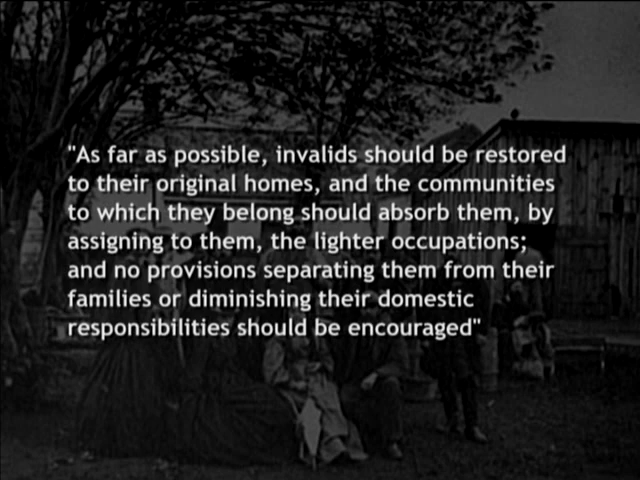 "As far as possible, invalids should be restored
to their original homes, and the communities
to which they belong should absorb them, by
assigning to them, the lighter occupations;
and no provisions separating them from their
families or diminishing their domestic
responsibilities should be encouraged"